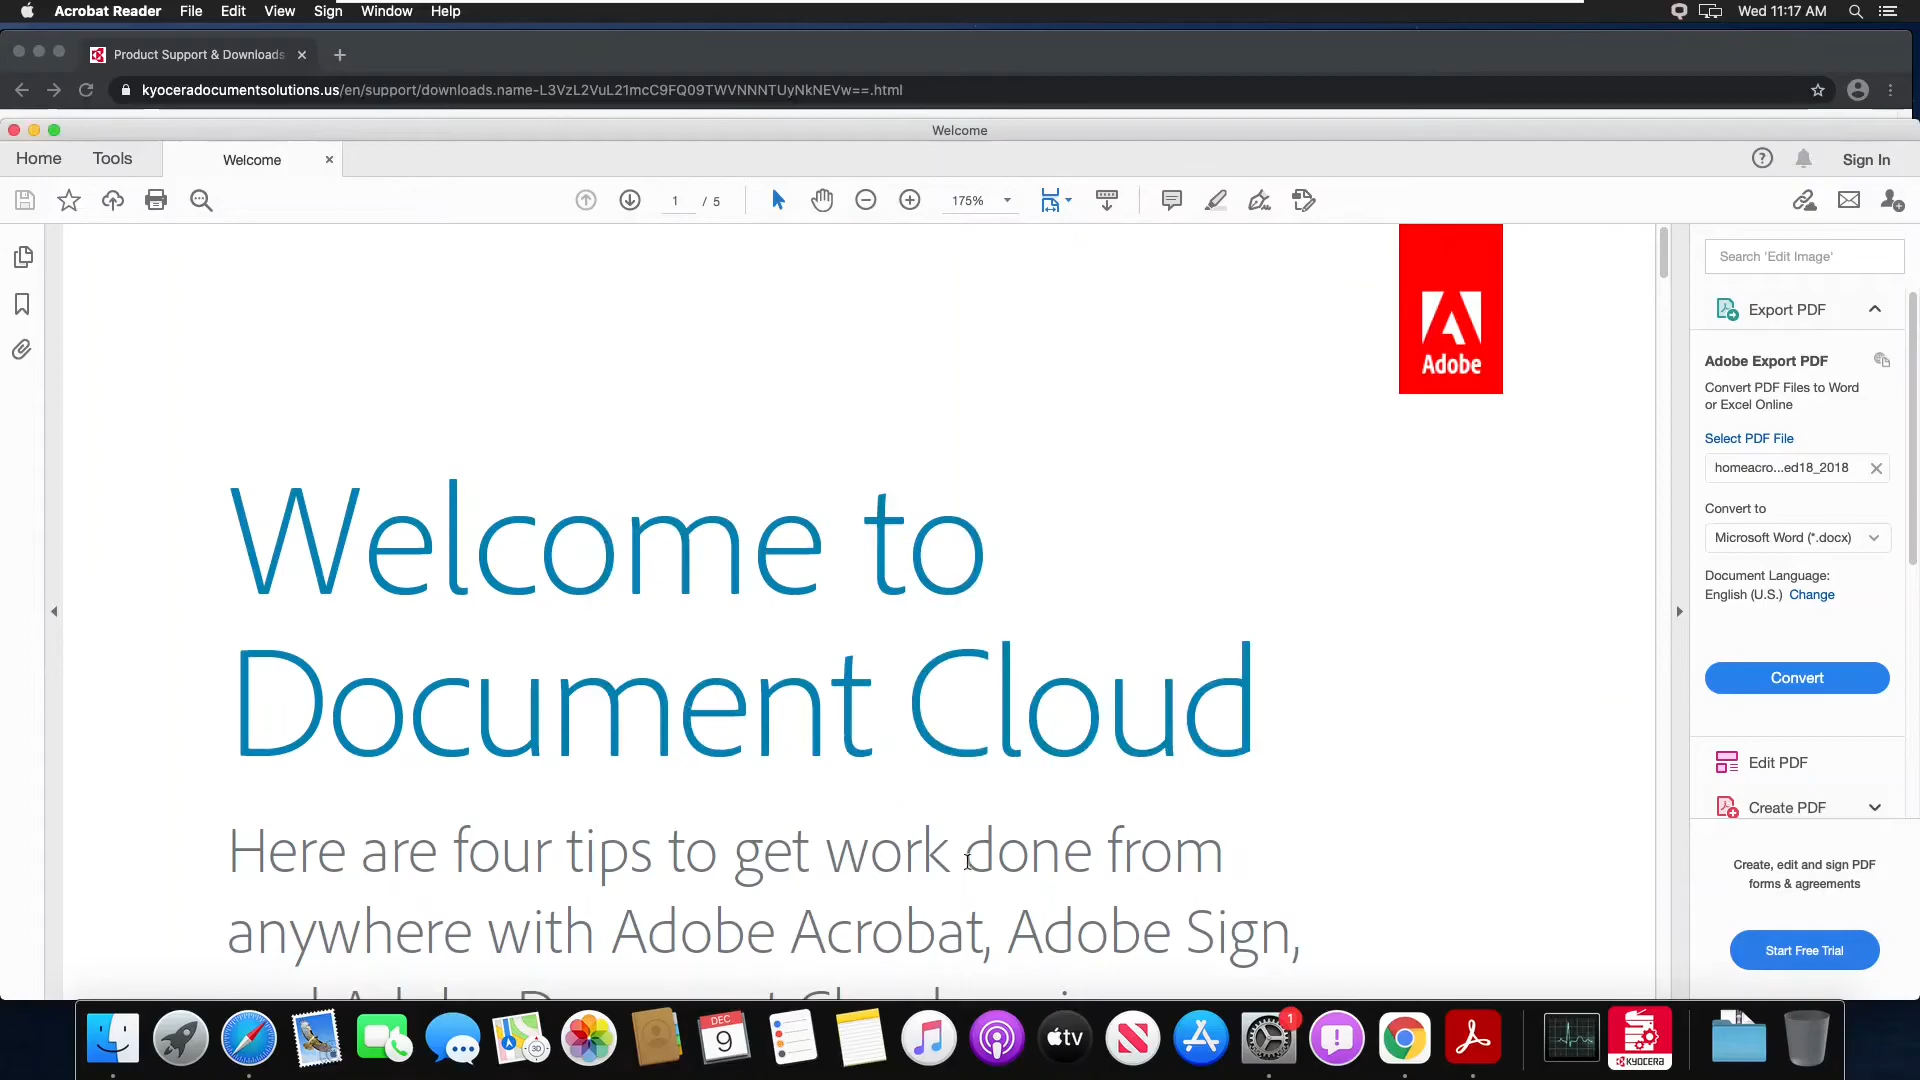 Acrobat Reader File Edit View Sign Window Help Wed 11:17 AM
Product Support & Downloads
kyoceradocumentsolutions.us/en/support/downloads.name-L3VzL2VuL21mcC9FQ09TWVNNNTUyNkNEVw==.html
Welcome
Home Tools Welcome Sign In
1 / 5 175%
Search 'Edit Image'
Export PDF
Adobe
Adobe Export PDF
Convert PDF Files to Word
or Excel Online
Select PDF File
homeacro...ed18_2018
Convert to
Microsoft Word (*.docx)
Document Language:
English (U.S.) Change
Convert
Edit PDF
Create PDF
Create, edit and sign PDF
forms & agreements
Start Free Trial
Welcome to
Document Cloud
Here are four tips to get work done from
anywhere with Adobe Acrobat, Adobe Sign,
DEC
9
3D
tv
1
KYOCERA